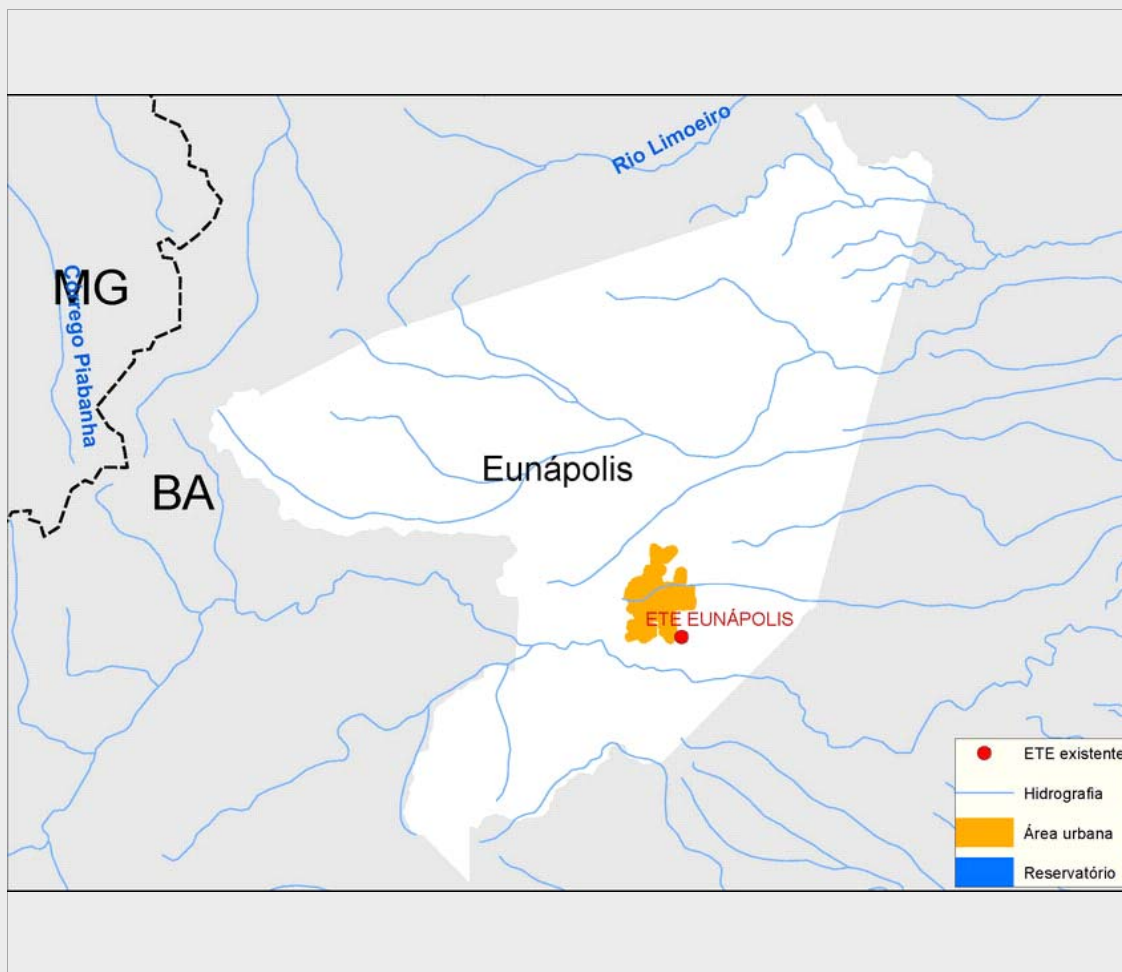 Rio Limoeiro
MG
Córrego Piabanha
Eunápolis
BA
ETE EUNÁPOLIS
ETE existente
Hidrografia
Área urbana
Reservatório